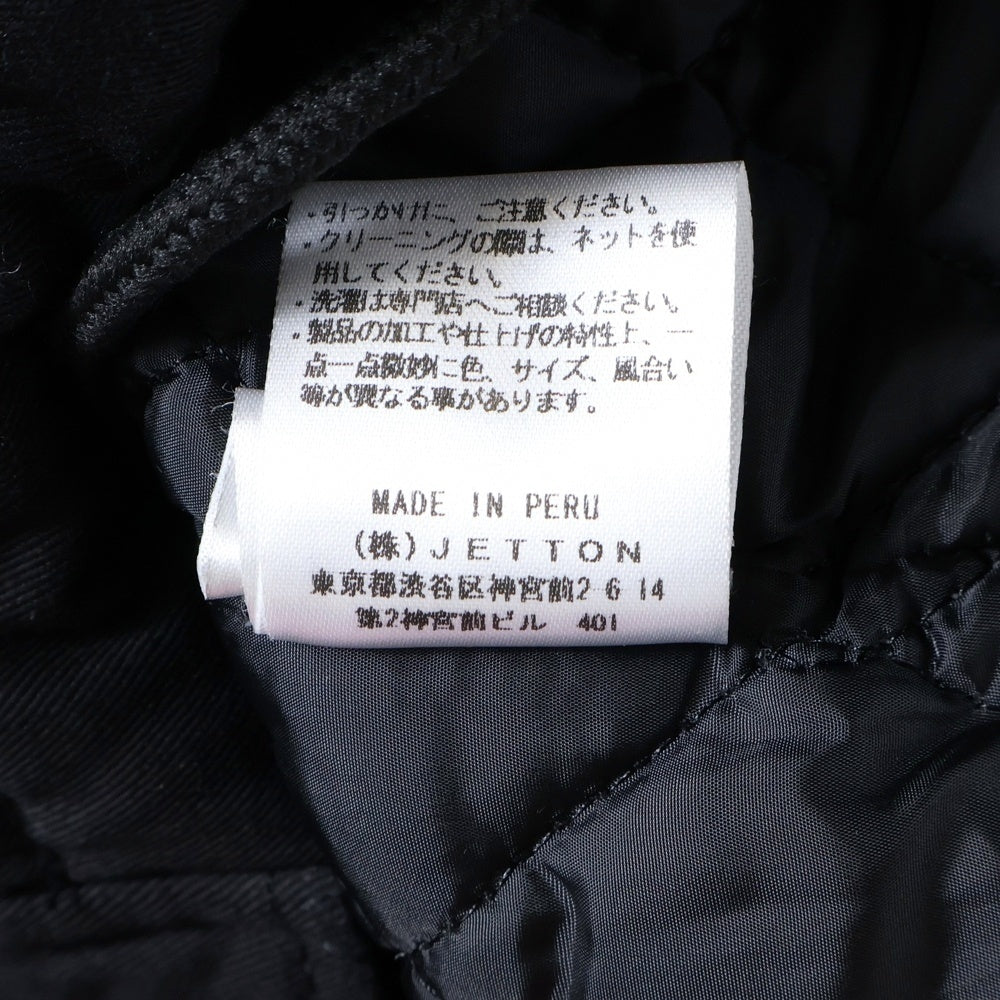 ・引っかけ等に、ご注意ください。
・クリーニングの際は、ネットを使
用してください。
・洗濯は専門店へご相談ください。
・製品の加工や仕上げの特性上、一
点一点微妙に色、サイズ、風合い
等が異なる事があります。
MADE IN PERU
(株)JETTON
東京都渋谷区神宮前2-6-14
第2神宮前ビル 401